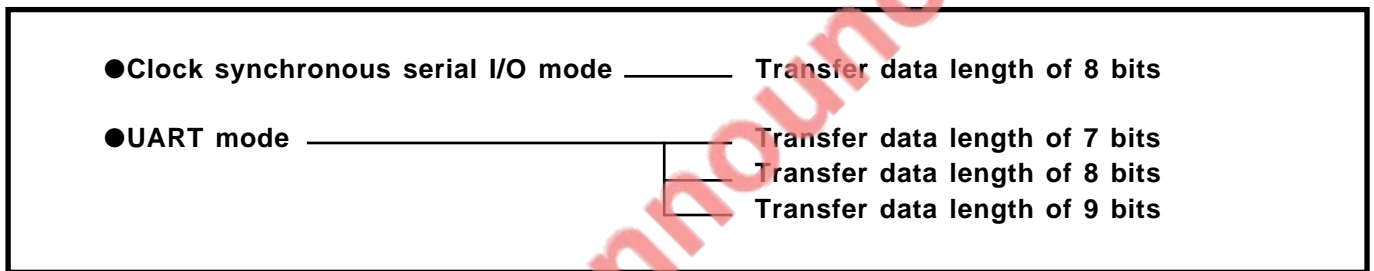 ●Clock synchronous serial I/O mode Transfer data length of 8 bits
●UART mode Transfer data length of 7 bits
Transfer data length of 8 bits
Transfer data length of 9 bits